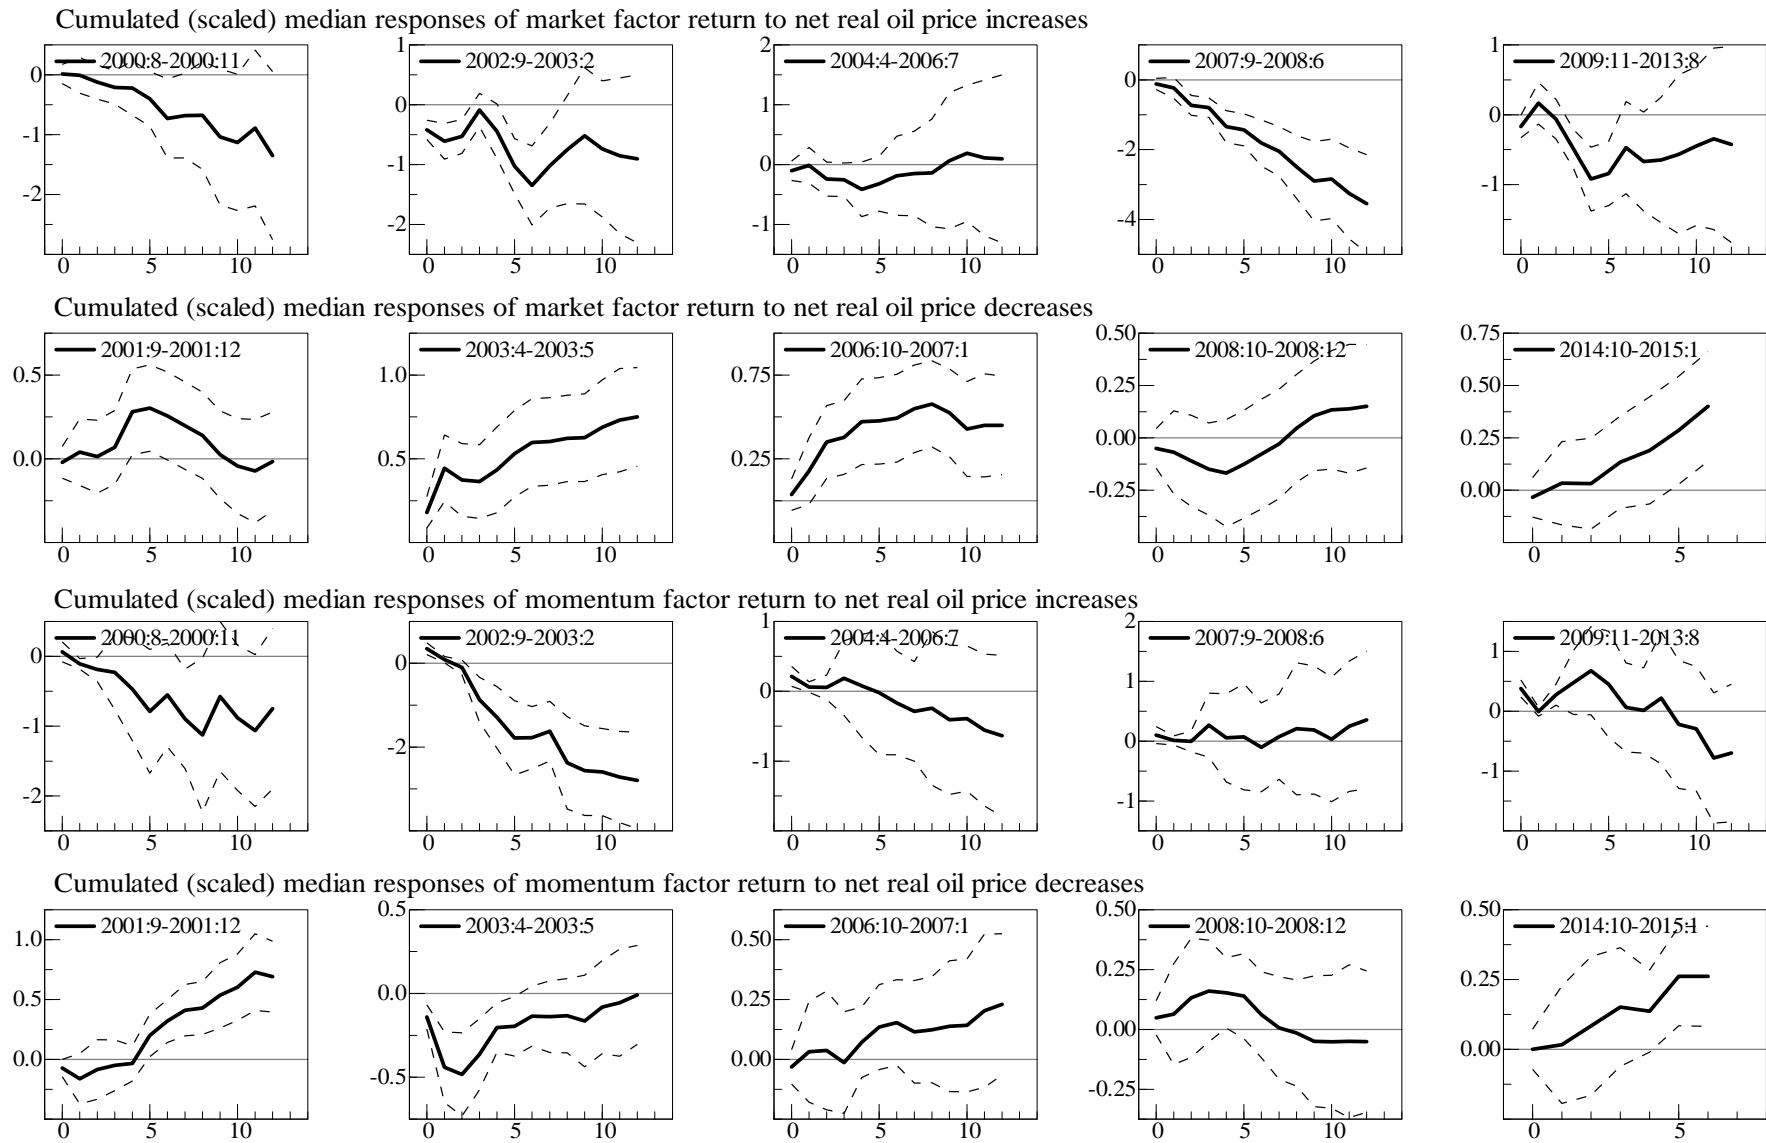 Cumulated (scaled) median responses of market factor return to net real oil price increases
2000:8-2000:11 2002:9-2003:2 2004:4-2006:7 2007:9-2008:6 2009:11-2013:8
0 -1 -2 0 5 10
1 0 -1 -2 0 5 10
2 1 0 -1 0 5 10
0 -2 -4 0 5 10
1 0 -1 0 5 10
Cumulated (scaled) median responses of market factor return to net real oil price decreases
2001:9-2001:12 2003:4-2003:5 2006:10-2007:1 2008:10-2008:12 2014:10-2015:1
0.5 0.0 0 5 10
1.0 0.5 0 5 10
0.75 0.25 0 5 10
0.50 0.25 0.00 -0.25 0 5 10
0.75 0.50 0.25 0.00 0 5
Cumulated (scaled) median responses of momentum factor return to net real oil price increases
2000:8-2000:11 2002:9-2003:2 2004:4-2006:7 2007:9-2008:6 2009:11-2013:8
0 -1 -2 0 5 10
0 -2 0 5 10
1 0 -1 0 5 10
2 1 0 -1 0 5 10
1 0 -1 0 5 10
Cumulated (scaled) median responses of momentum factor return to net real oil price decreases
2001:9-2001:12 2003:4-2003:5 2006:10-2007:1 2008:10-2008:12 2014:10-2015:1
1.0 0.5 0.0 0 5 10
0.5 0.0 -0.5 0 5 10
0.50 0.25 0.00 0 5 10
0.50 0.25 0.00 -0.25 0 5 10
0.50 0.25 0.00 0 5